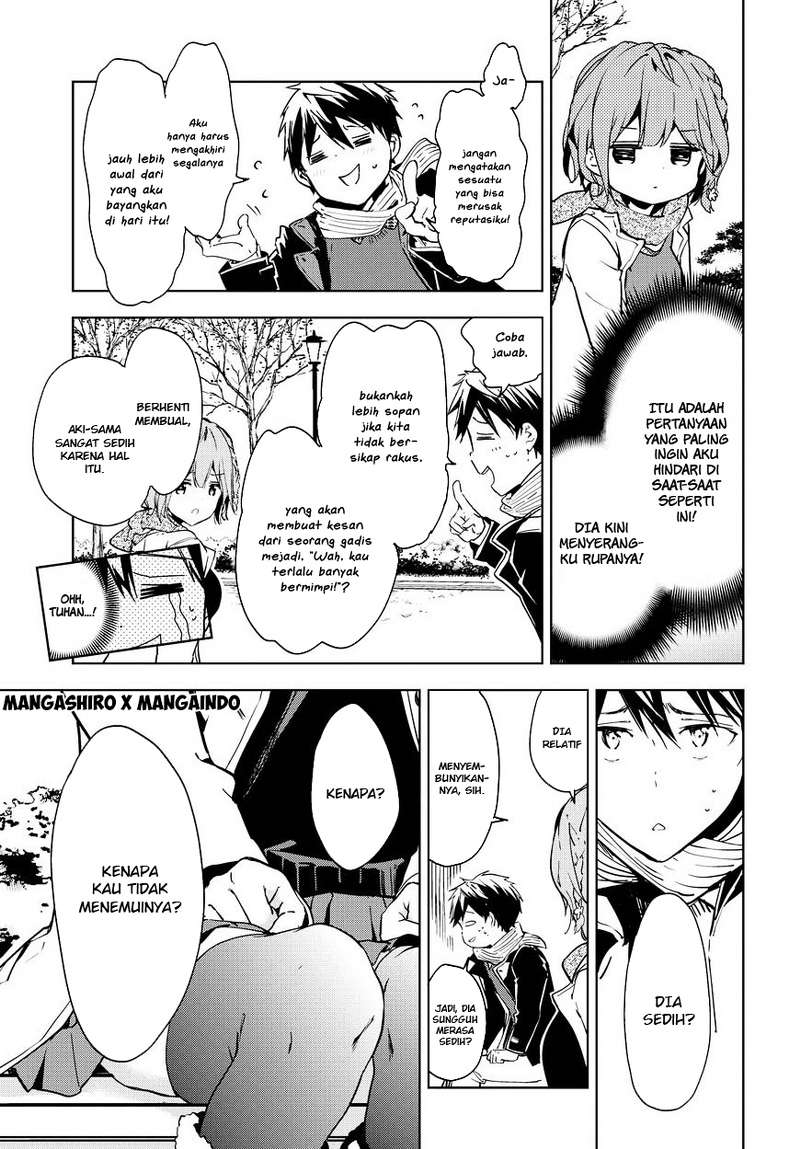 ITU ADALAH
PERTANYAAN
YANG PALING
INGIN AKU
HINDARI DI
SAAT-SAAT
SEPERTI
INI!
DIA KINI
MENYERANG-
KU RUPANYA!
Ja-
jangan
mengatakan
sesuatu
yang bisa
merusak
reputasiku!
Aku
hanya harus
mengakhiri
segalanya
jauh lebih
awal dari
yang aku
bayangkan
di hari itu!
Coba
jawab.
bukankah
lebih sopan
jika kita
tidak ber-
sikap rakus.
yang akan
membuat kesan
dari seorang gadis
mejadi. "Wah, kau
terlalu banyak
bermimpi!"?
BERHENTI
MEMBUAL,
AKI-SAMA
SANGAT SEDIH
KARENA HAL
ITU.
OHH,
TUHAN...!
DIA
SEDIH?
DIA
RELATIF
MENYEM-
BUNYIKAN-
NYA, SIH.
JADI, DIA
SUNGGUH
MERASA
SEDIH?
MANGASHIRO X MANGAINDO
KENAPA?
KENAPA
KAU TIDAK
MENEMUINYA?